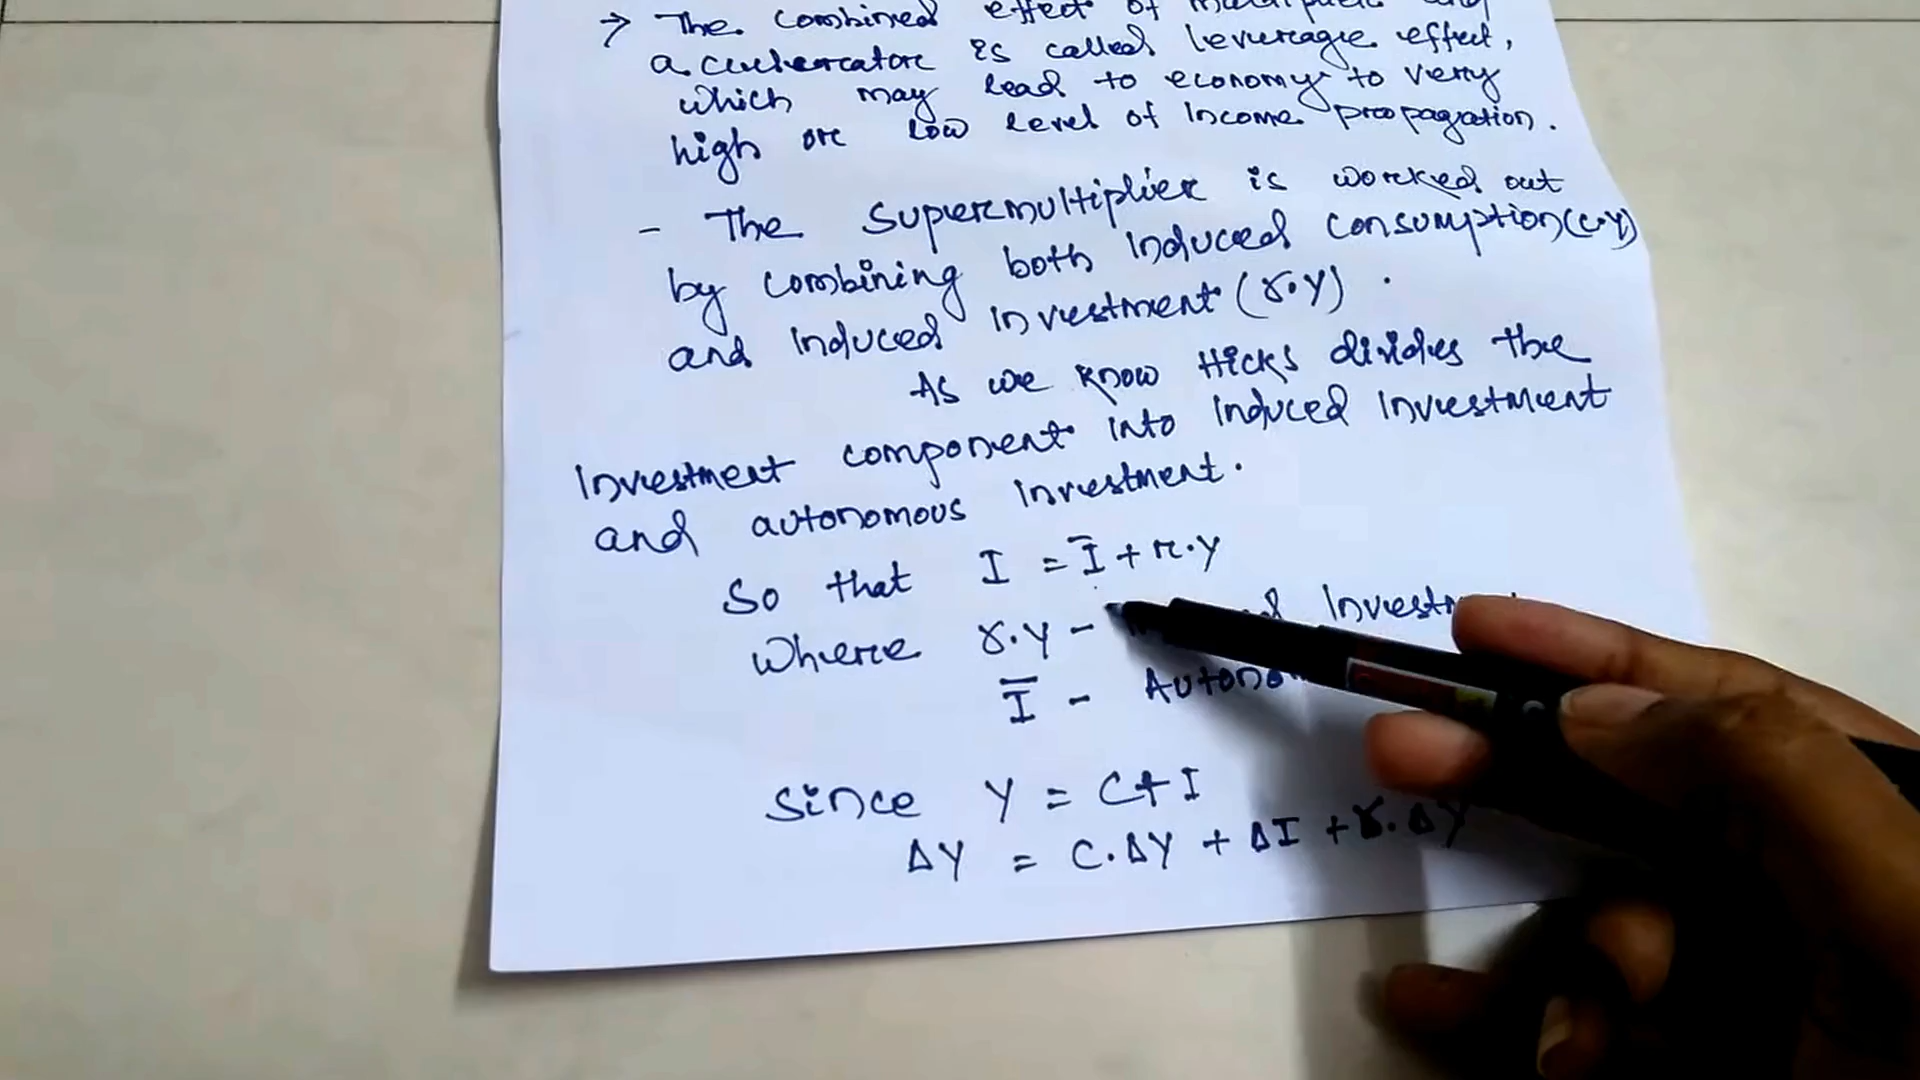 → The combined effect of and
is called leverage effect,
which may lead to economy to very
high or low level of Income propagation.
- The supermultiplier is worked out
by combining both induced consumption(c.y)
and induced investment (r.y).
As we know Hicks divides the
Investment component into induced investment
and autonomous investment.
So that I = Ī + r.y
Where r.y -
Ī -
Since Y = C+I
ΔY = C.ΔY + ΔI + r.ΔY